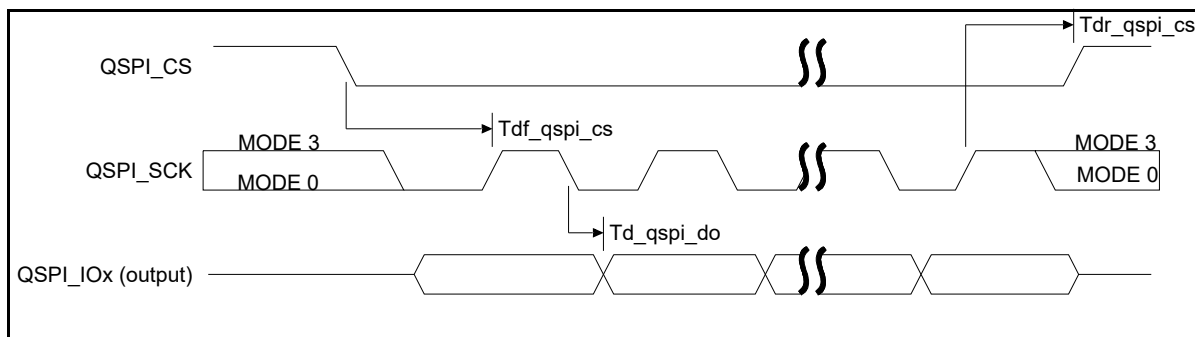 Tdr_qspi_cs
QSPI_CS
Tdf_qspi_cs
MODE 3
MODE 3
QSPI_SCK
MODE 0
MODE 0
Td_qspi_do
QSPI_IOx (output)